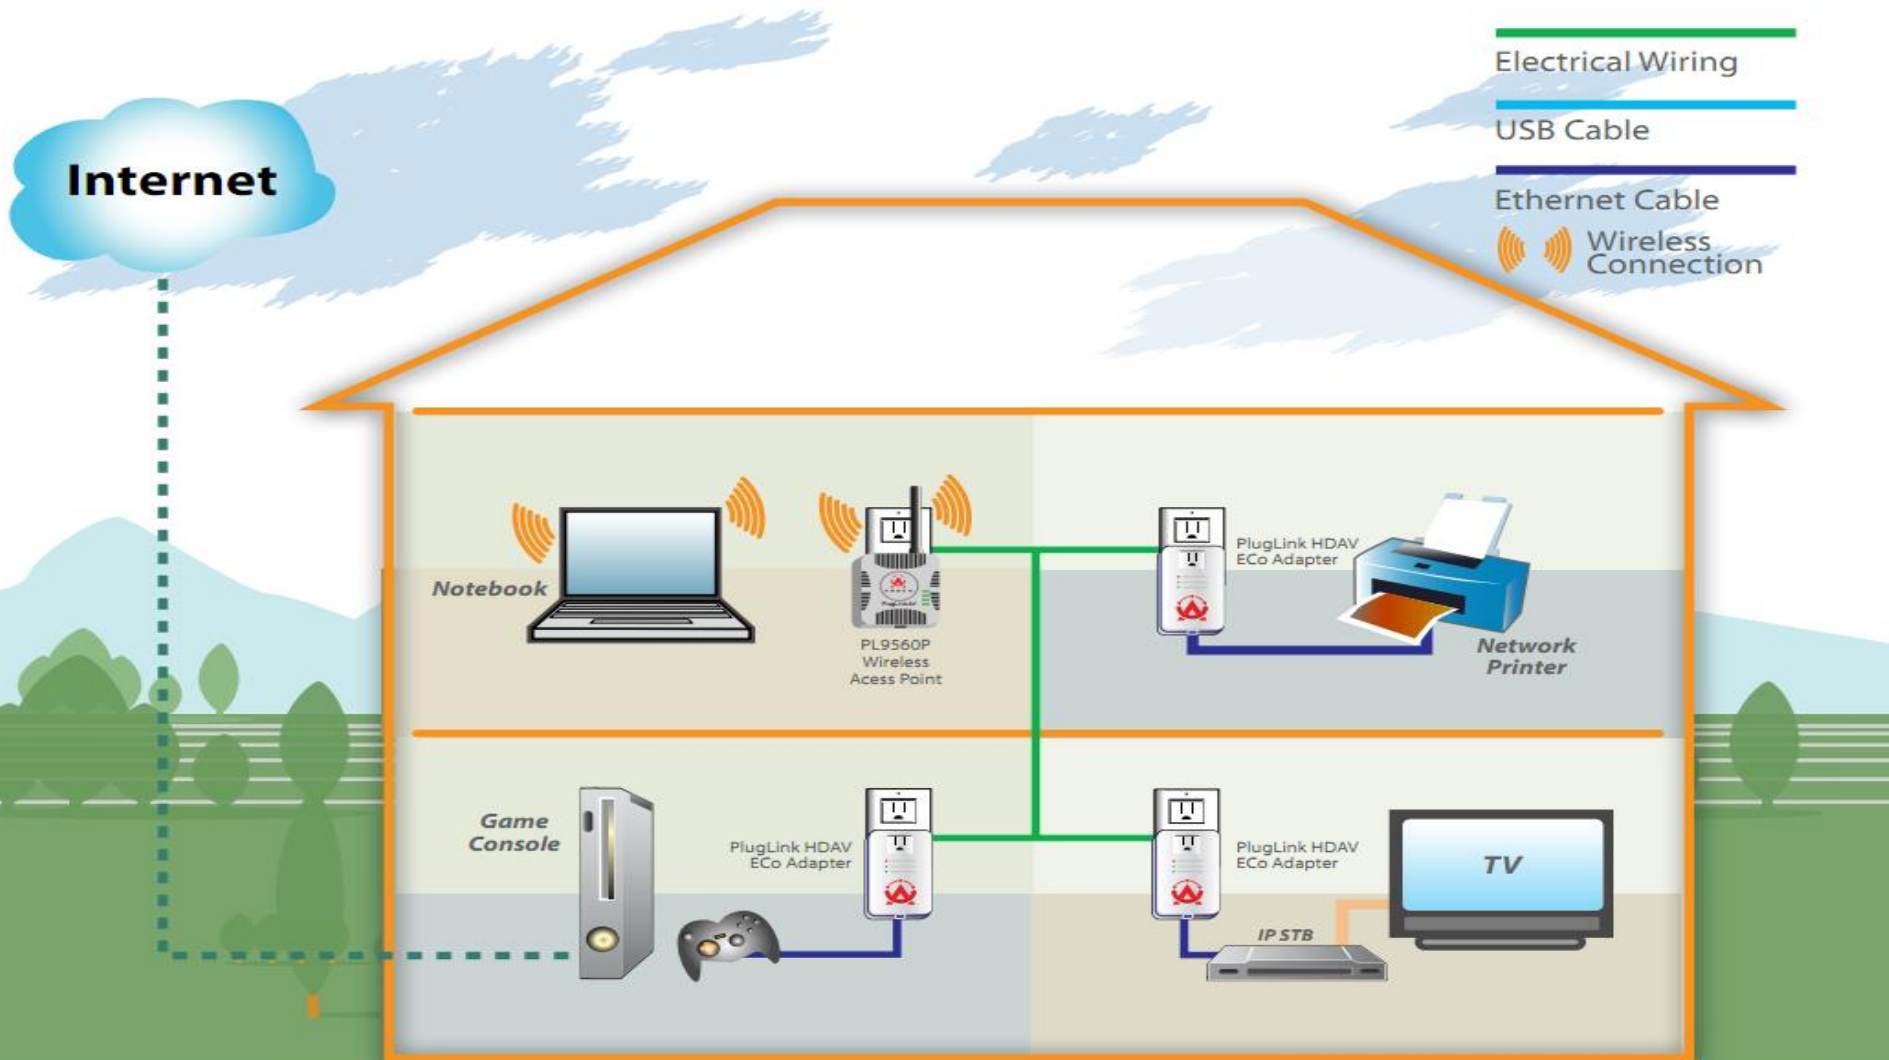 Internet
Electrical Wiring
USB Cable
Ethernet Cable
Wireless
Connection
Notebook
PL9560P
Wireless
Acess Point
PlugLink HDAV
ECo Adapter
Network
Printer
Game
Console
PlugLink HDAV
ECo Adapter
PlugLink HDAV
ECo Adapter
IP STB
TV